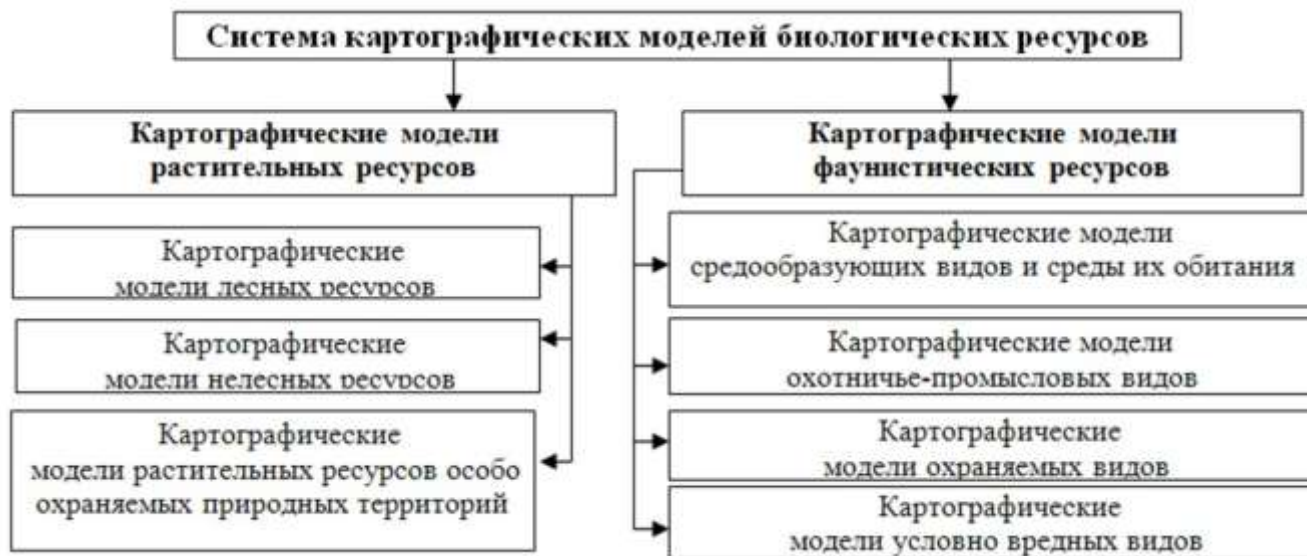 Система картографических моделей биологических ресурсов
Картографические модели
растительных ресурсов
Картографические
модели лесных ресурсов
Картографические
модели нелесных ресурсов
Картографические
модели растительных ресурсов особо
охраняемых природных территорий
Картографические модели
фаунистических ресурсов
Картографические модели
средообразующих видов и среды их обитания
Картографические модели
охотничье-промысловых видов
Картографические
модели охраняемых видов
Картографические
модели условно вредных видов